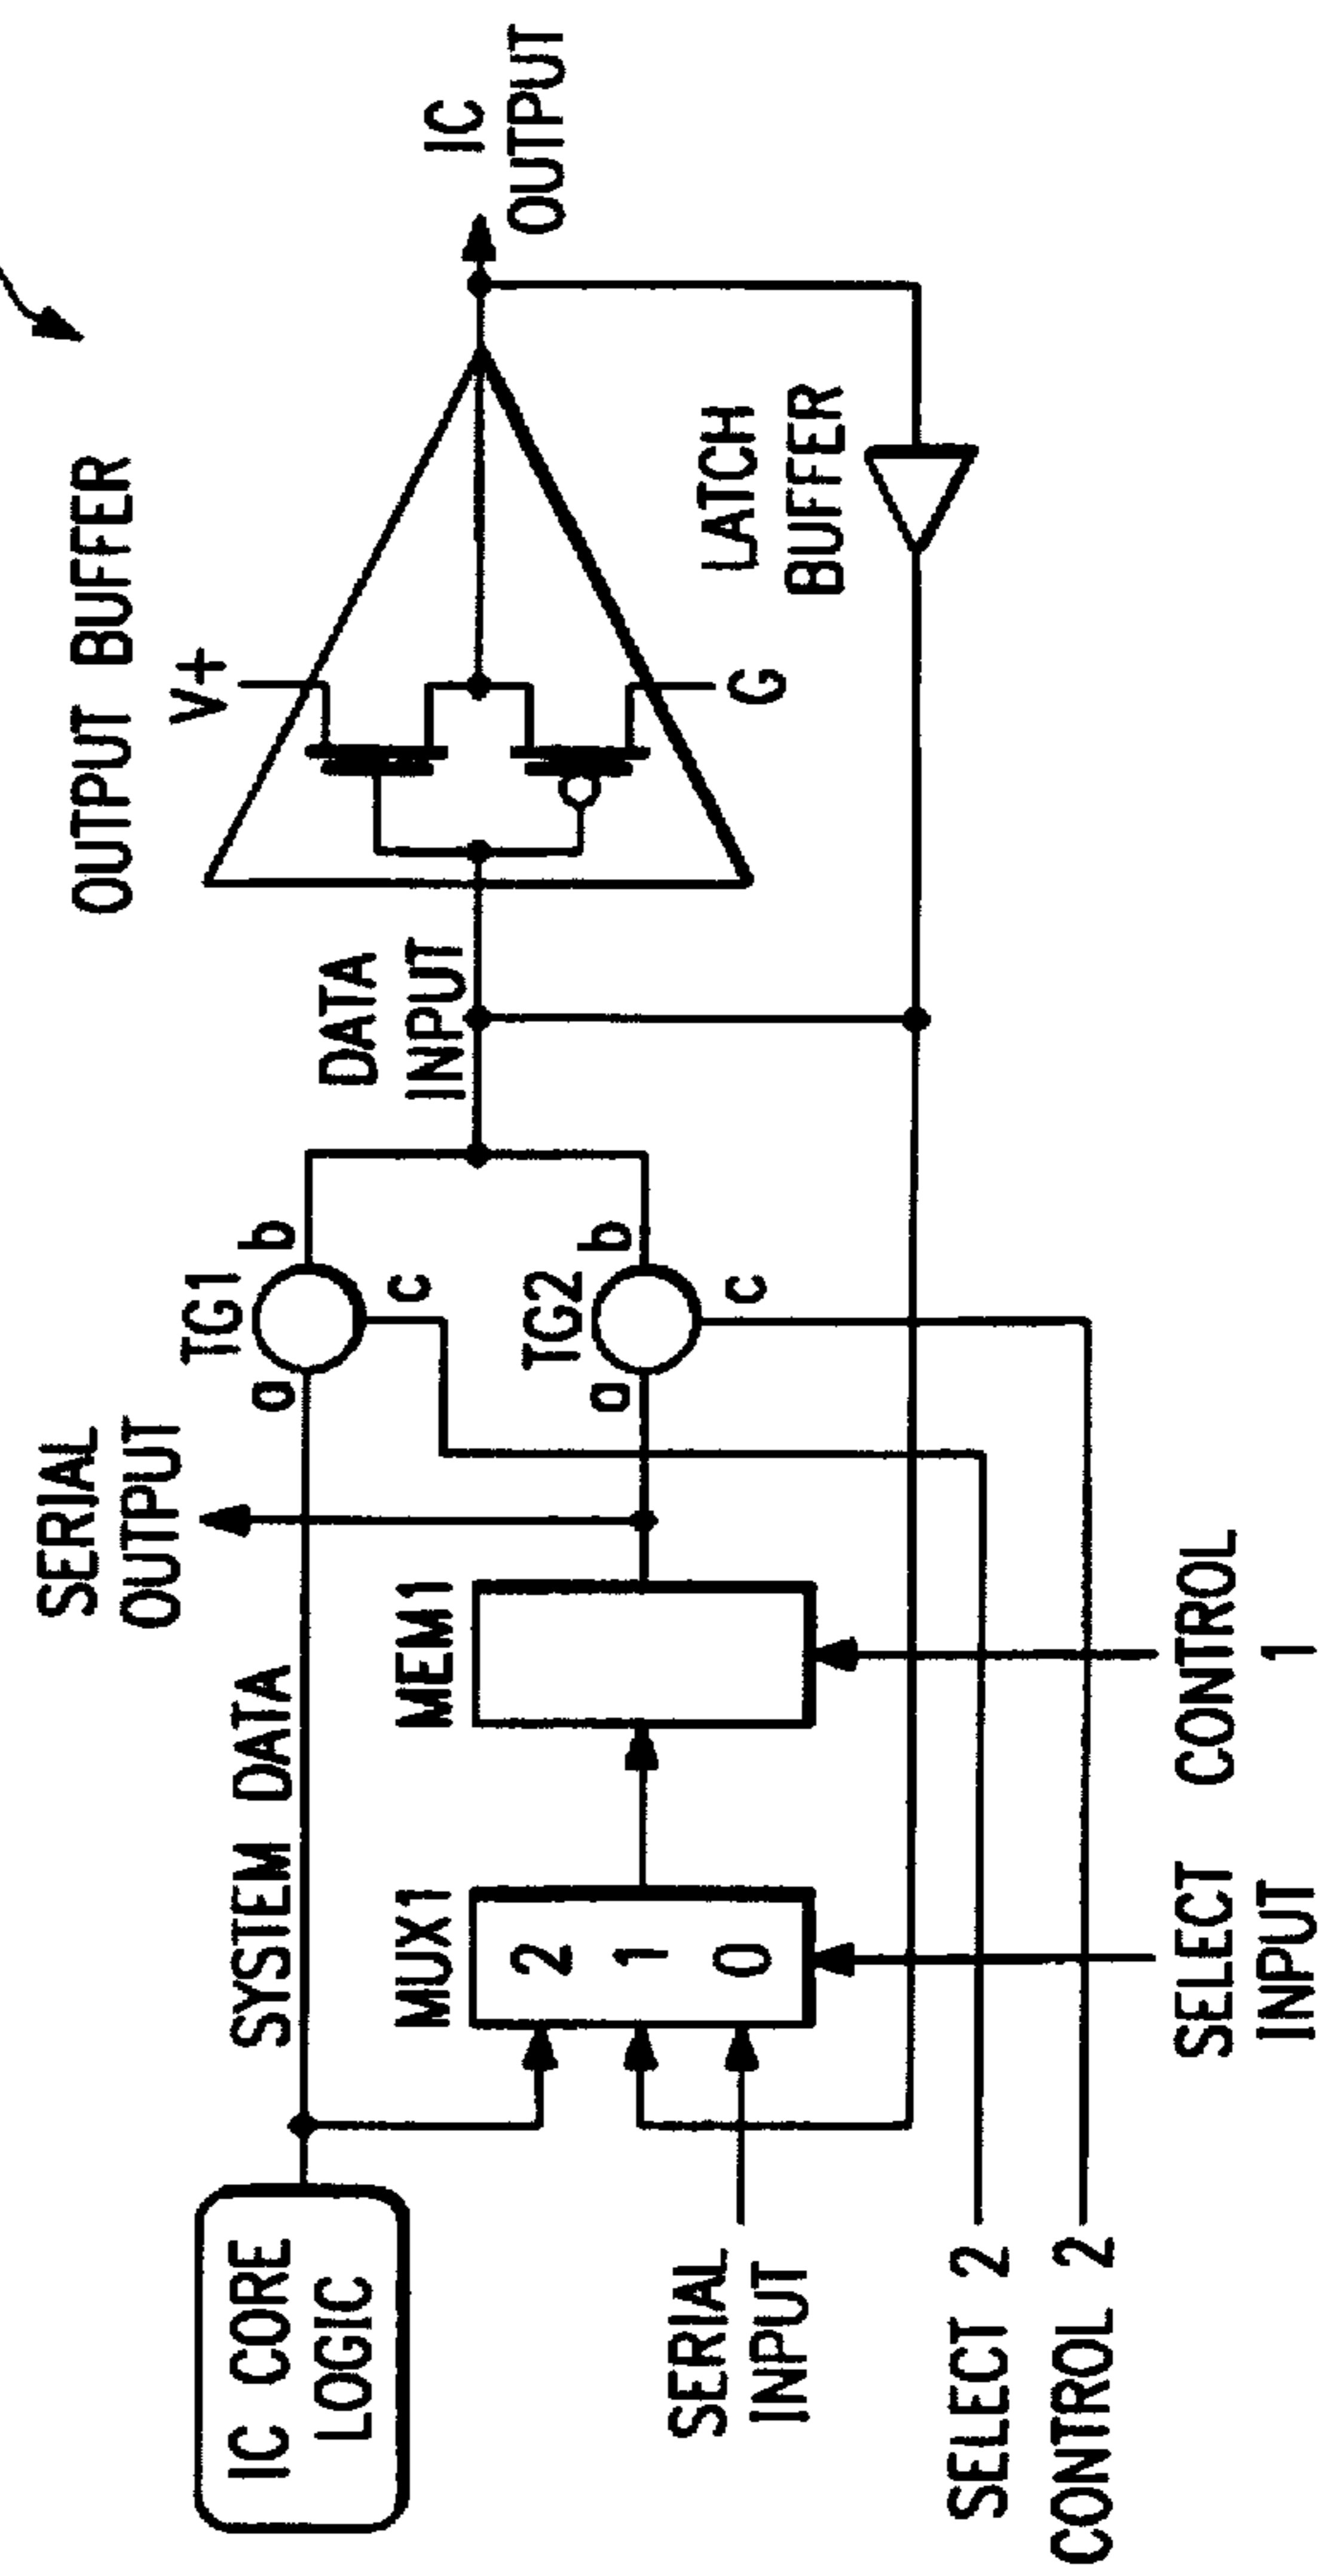 OUTPUT BUFFER
V+
G
IC
OUTPUT
LATCH
BUFFER
DATA
INPUT
SERIAL
OUTPUT
TG1
a
b
c
TG2
a
b
c
SYSTEM DATA
MEM1
MUX1
2
1
0
IC CORE
LOGIC
SERIAL
INPUT
SELECT 2
CONTROL 2
SELECT
INPUT
CONTROL
1